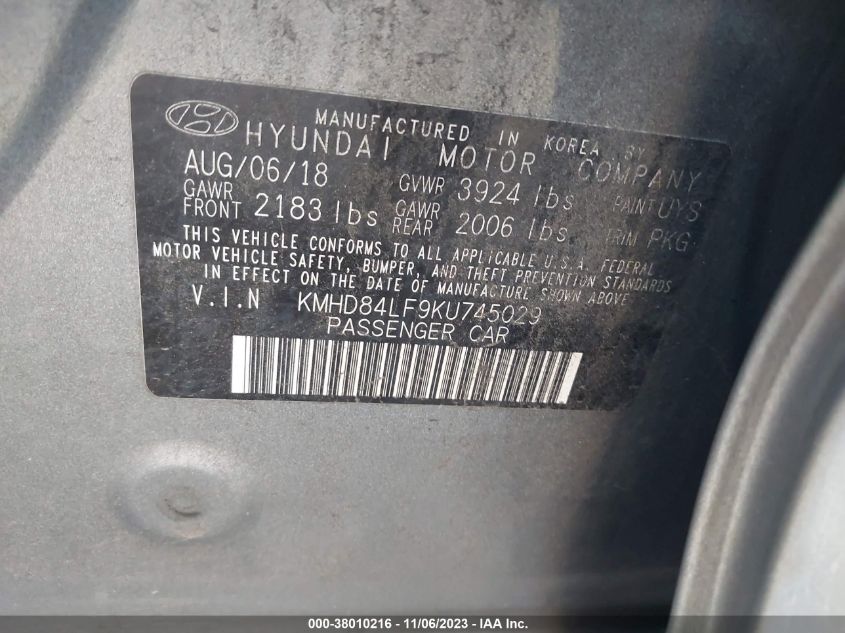 MANUFACTURED IN KOREA BY
HYUNDAI MOTOR COMPANY
AUG/06/18 GVWR 3924 lbs PAINT UYS
GAWR FRONT 2183 lbs GAWR REAR 2006 lbs TRIM PKG
THIS VEHICLE CONFORMS TO ALL APPLICABLE U.S.A. FEDERAL
MOTOR VEHICLE SAFETY, BUMPER, AND THEFT PREVENTION STANDARDS
IN EFFECT ON THE DATE OF MANUFACTURE SHOWN ABOVE
V.I.N KMHD84LF9KU745029
PASSENGER CAR
000-38010216 - 11/06/2023 - IAA, Inc.